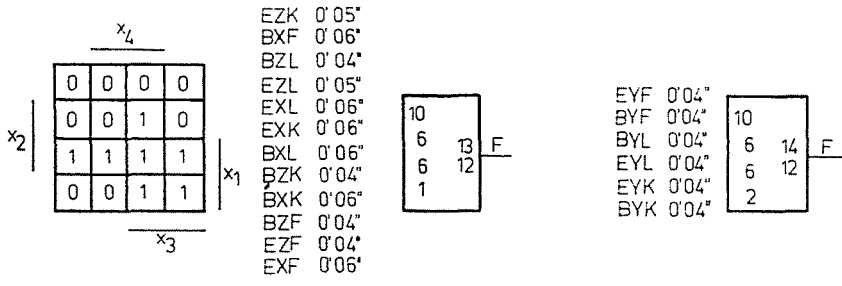 x4
0 0 0 0
0 0 1 0
1 1 1 1
0 0 1 1
x2
x1
x3
EZK 0'05"
BXF 0'06"
BZL 0'04"
EZL 0'05"
EXL 0'06"
EXK 0'06"
BXL 0'06"
BZK 0'04"
BXK 0'06"
BZF 0'04"
EZF 0'04"
EXF 0'06"
10
6 13 F
6 12
1
EYF 0'04"
BYF 0'04"
BYL 0'04"
EYL 0'04"
EYK 0'04"
BYK 0'04"
10
6 14 F
6 12
2